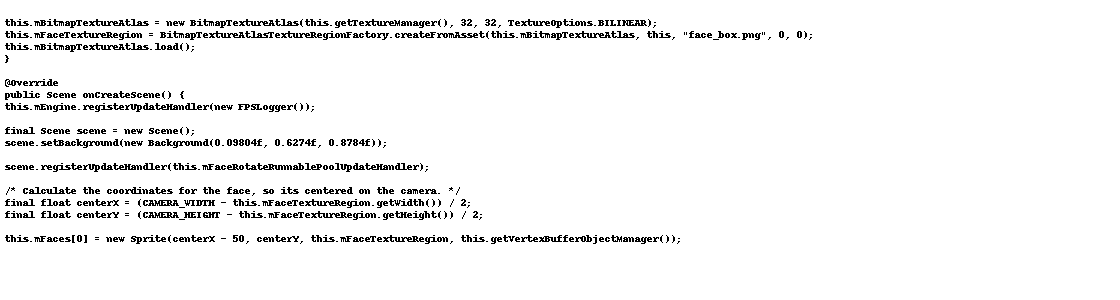 this.mBitmapTextureAtlas = new BitmapTextureAtlas(this.getTextureManager(), 32, 32, TextureOptions.BILINEAR);
this.mFaceTextureRegion = BitmapTextureAtlasTextureRegionFactory.createFromAsset(this.mBitmapTextureAtlas, this, "face_box.png", 0, 0);
this.mBitmapTextureAtlas.load();
}
@Override
public Scene onCreateScene() {
this.mEngine.registerUpdateHandler(new FPSLogger());
final Scene scene = new Scene();
scene.setBackground(new Background(0.09804f, 0.6274f, 0.8784f));
scene.registerUpdateHandler(this.mFaceRotateRunnablePoolUpdateHandler);
/* Calculate the coordinates for the face, so its centered on the camera. */
final float centerX = (CAMERA_WIDTH - this.mFaceTextureRegion.getWidth()) / 2;
final float centerY = (CAMERA_HEIGHT - this.mFaceTextureRegion.getHeight()) / 2;
this.mFaces[0] = new Sprite(centerX - 50, centerY, this.mFaceTextureRegion, this.getVertexBufferObjectManager());